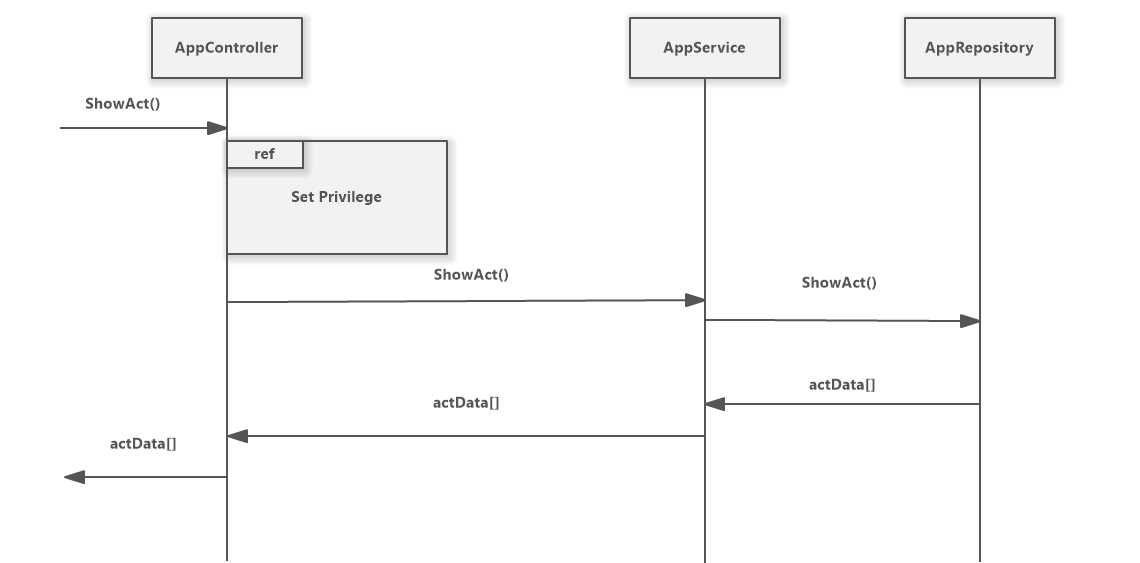 AppController
AppService
AppRepository
ShowAct()
ref
Set Privilege
ShowAct()
ShowAct()
actData[]
actData[]
actData[]